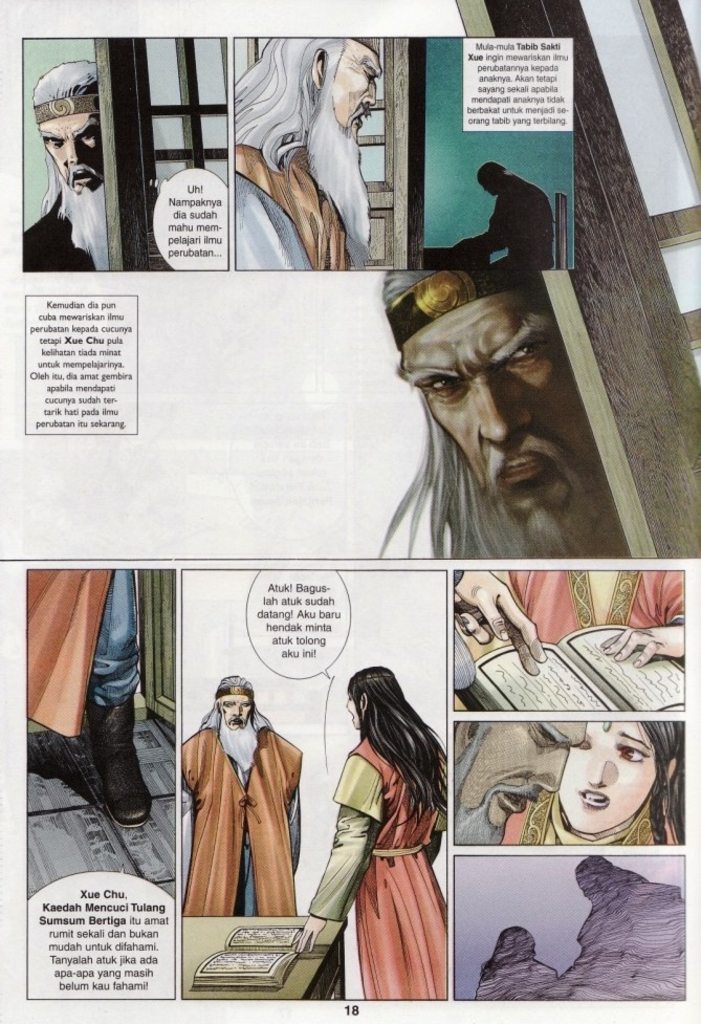 Uh!
Nampaknya
dia sudah
mahu mem-
pelajari ilmu
perubatan...
Mula-mula Tabib Sakti
Xue ingin mewariskan ilmu
perubatannya kepada
anaknya. Akan tetapi
sayang sekali apabila
mendapati anaknya tidak
berbakat untuk menjadi se-
orang tabib yang terbilang.
Kemudian dia pun
cuba mewariskan ilmu
perubatan kepada cucunya
tetapi Xue Chu pula
kelihatan tiada minat
untuk mempelajarinya.
Oleh itu, dia amat gembira
apabila mendapati
cucunya sudah ter-
tarik hati pada ilmu
perubatan itu sekarang.
Xue Chu,
Kaedah Mencuci Tulang
Sumsum Bertiga itu amat
rumit sekali dan bukan
mudah untuk difahami.
Tanyalah atuk jika ada
apa-apa yang masih
belum kau fahami!
Atuk! Bagus-
lah atuk sudah
datang! Aku baru
hendak minta
atuk tolong
aku ini!
18